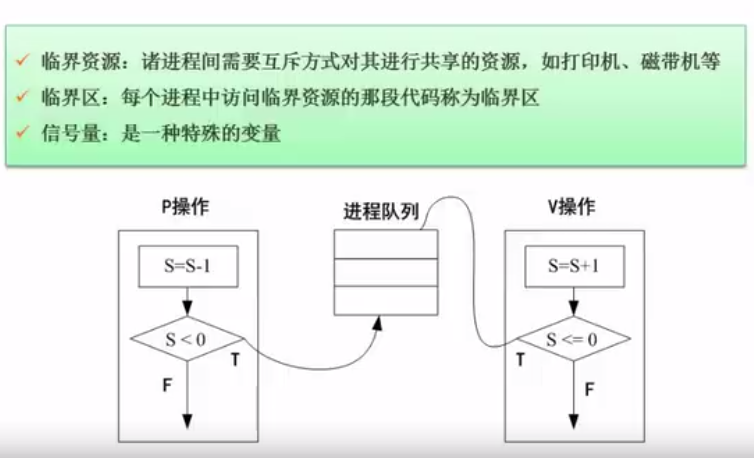 临界资源：诸进程间需要互斥方式对其进行共享的资源，如打印机、磁带机等
临界区：每个进程中访问临界资源的那段代码称为临界区
信号量：是一种特殊的变量
P操作
进程队列
V操作
S=S-1
S=S+1
S < 0
S <= 0
T
T
F
F